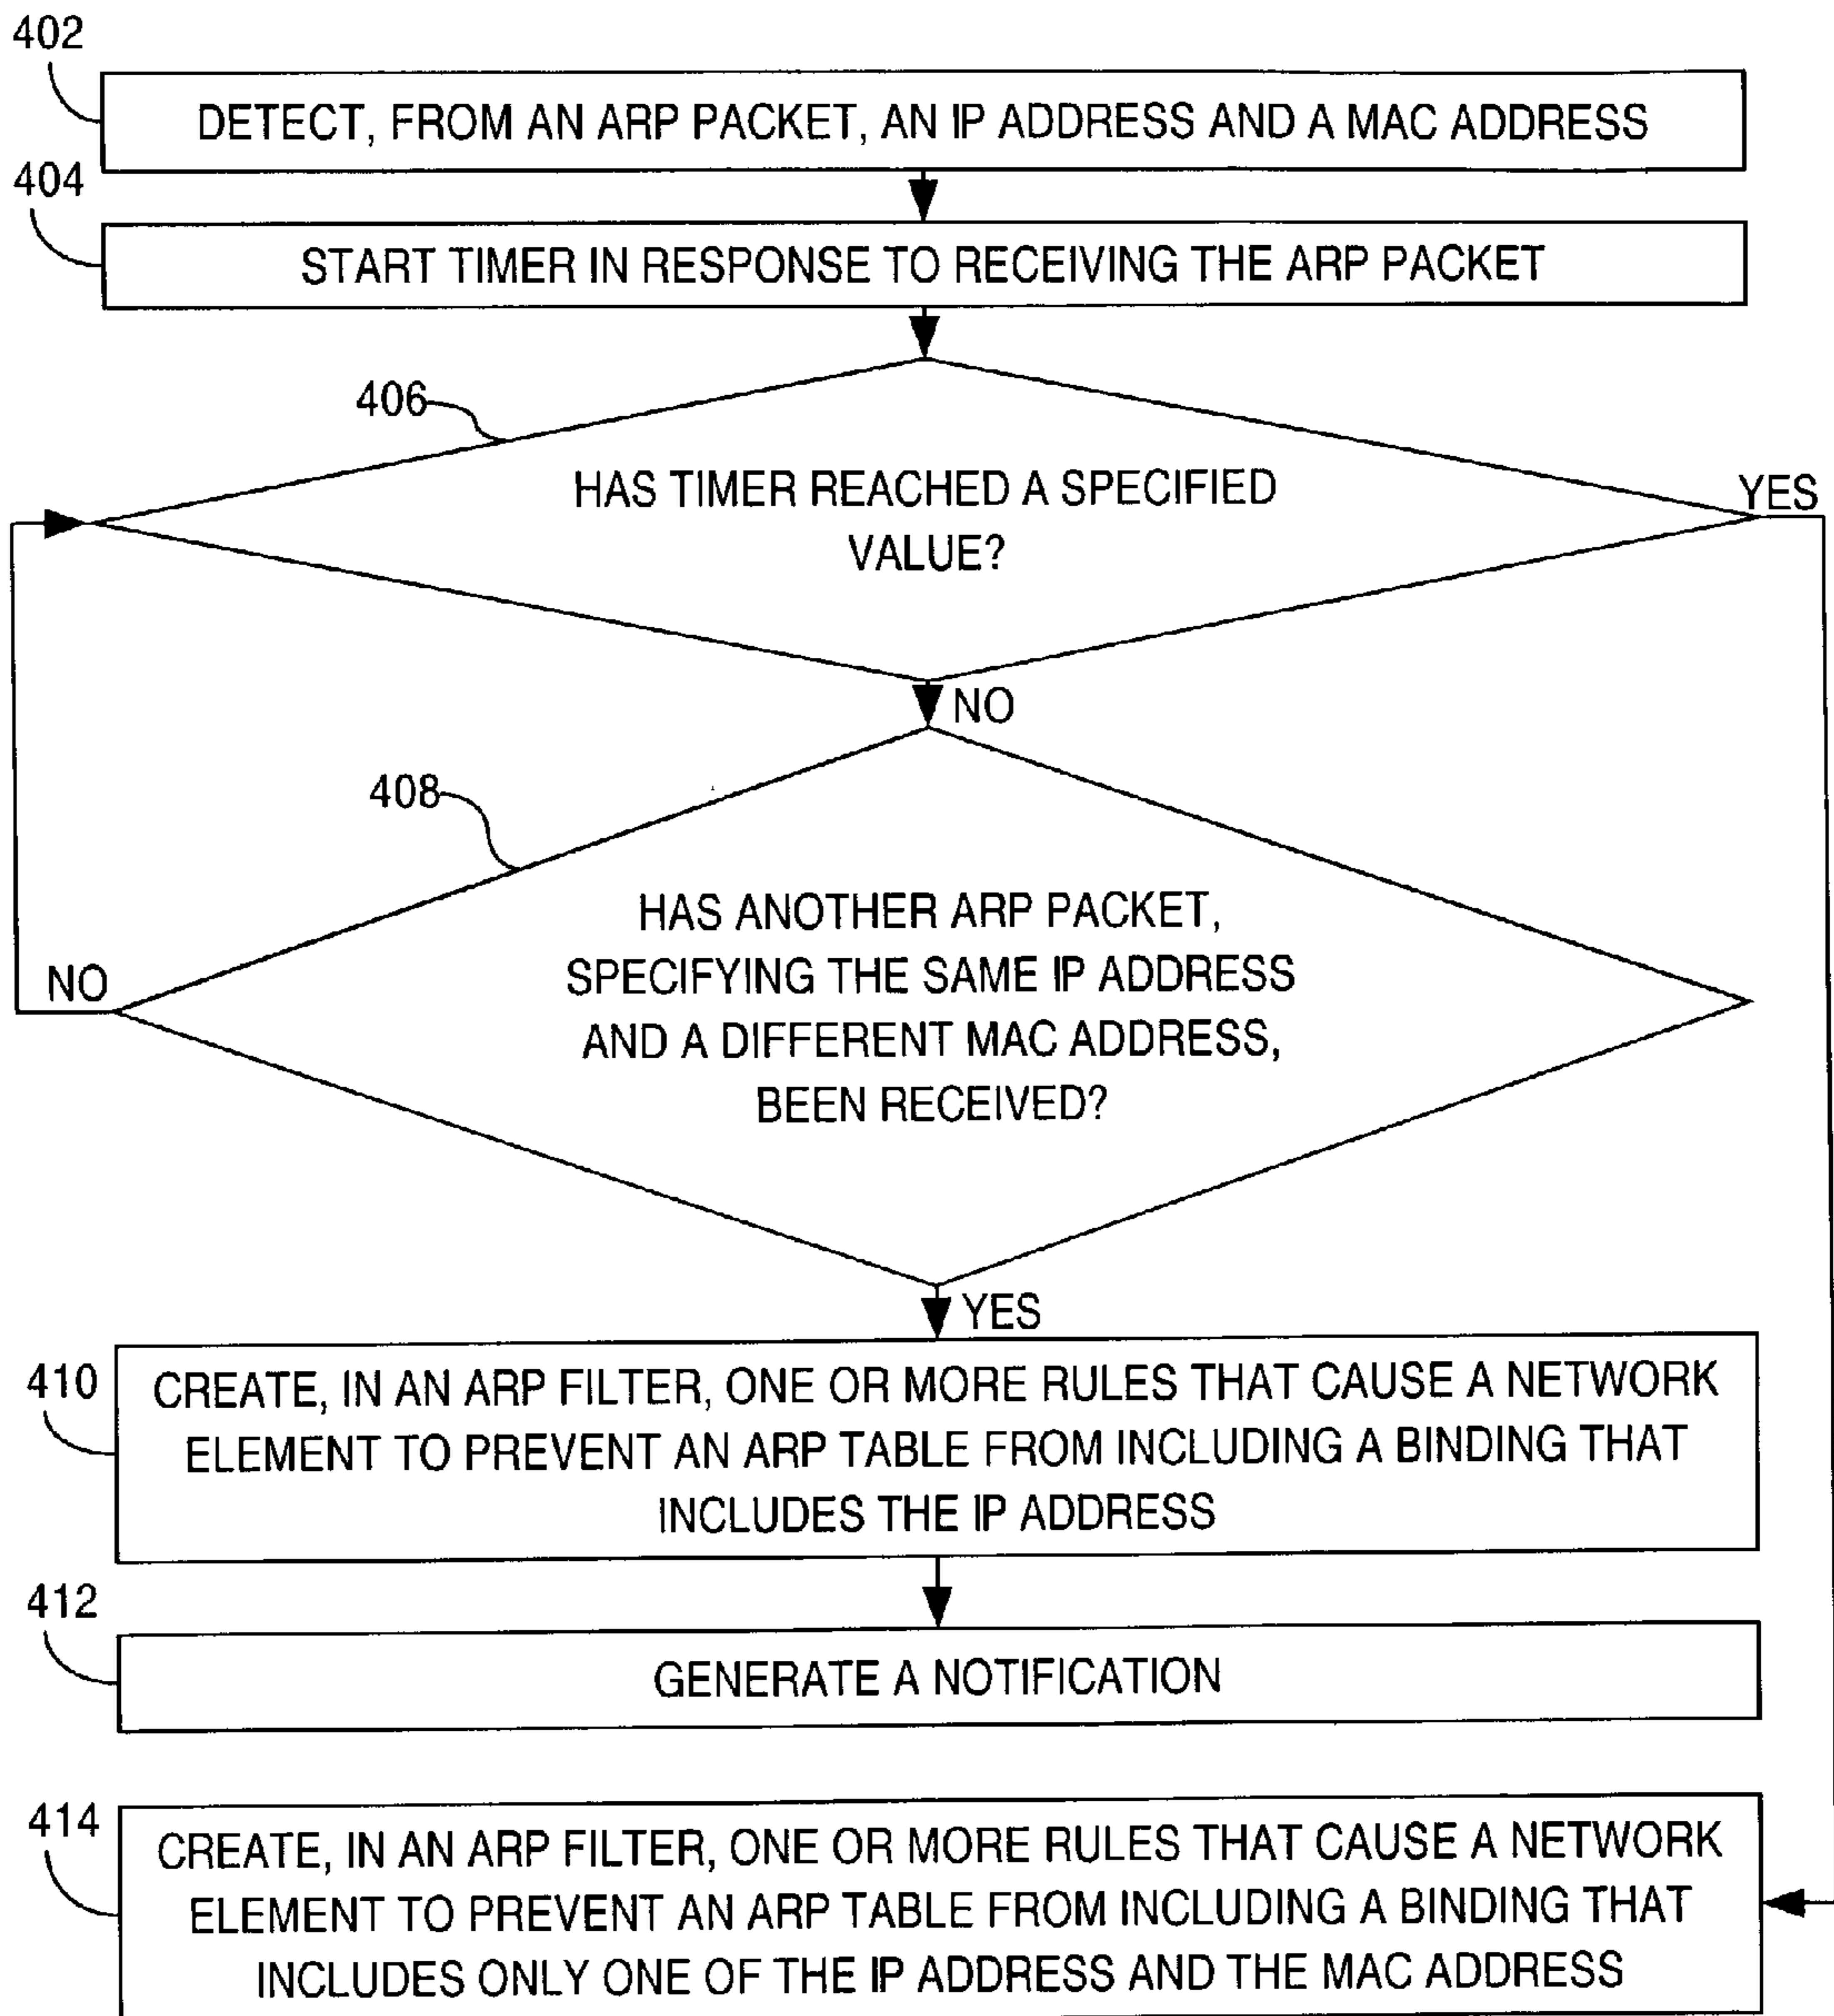 402
DETECT, FROM AN ARP PACKET, AN IP ADDRESS AND A MAC ADDRESS
404
START TIMER IN RESPONSE TO RECEIVING THE ARP PACKET
406
HAS TIMER REACHED A SPECIFIED
VALUE?
YES
NO
408
HAS ANOTHER ARP PACKET,
SPECIFYING THE SAME IP ADDRESS
AND A DIFFERENT MAC ADDRESS,
BEEN RECEIVED?
NO
YES
410
CREATE, IN AN ARP FILTER, ONE OR MORE RULES THAT CAUSE A NETWORK
ELEMENT TO PREVENT AN ARP TABLE FROM INCLUDING A BINDING THAT
INCLUDES THE IP ADDRESS
412
GENERATE A NOTIFICATION
414
CREATE, IN AN ARP FILTER, ONE OR MORE RULES THAT CAUSE A NETWORK
ELEMENT TO PREVENT AN ARP TABLE FROM INCLUDING A BINDING THAT
INCLUDES ONLY ONE OF THE IP ADDRESS AND THE MAC ADDRESS